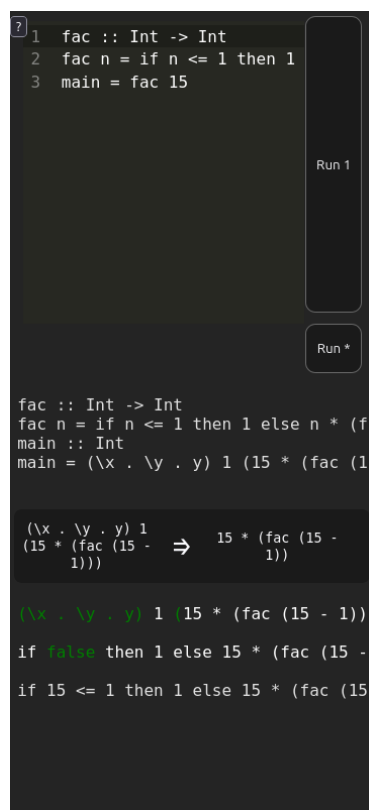 ?
1 fac :: Int -> Int
2 fac n = if n <= 1 then 1
3 main = fac 15
Run 1
Run *
fac :: Int -> Int
fac n = if n <= 1 then 1 else n * (f
main :: Int
main = (\x . \y . y) 1 (15 * (fac (1
(\x . \y . y) 1
(15 * (fac (15 -
1)))
⇒
15 * (fac (15 -
1))
(\x . \y . y) 1 (15 * (fac (15 - 1))
if false then 1 else 15 * (fac (15 -
if 15 <= 1 then 1 else 15 * (fac (15